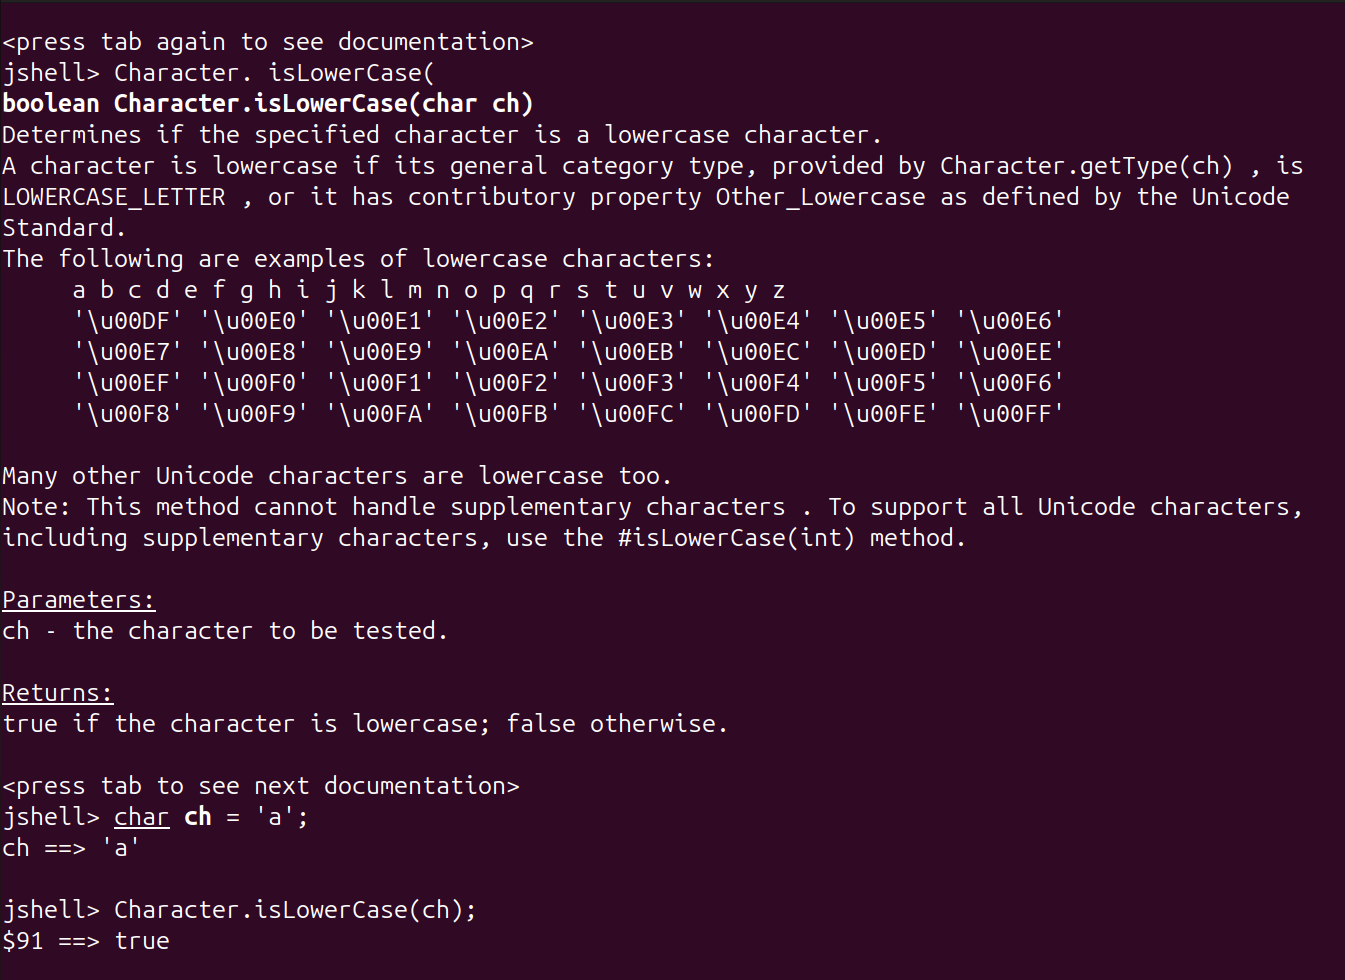 <press tab again to see documentation>
jshell> Character. isLowerCase(
boolean Character.isLowerCase(char ch)
Determines if the specified character is a lowercase character.
A character is lowercase if its general category type, provided by Character.getType(ch) , is
LOWERCASE_LETTER , or it has contributory property Other_Lowercase as defined by the Unicode
Standard.
The following are examples of lowercase characters:
a b c d e f g h i j k l m n o p q r s t u v w x y z
'\u00DF' '\u00E0' '\u00E1' '\u00E2' '\u00E3' '\u00E4' '\u00E5' '\u00E6'
'\u00E7' '\u00E8' '\u00E9' '\u00EA' '\u00EB' '\u00EC' '\u00ED' '\u00EE'
'\u00EF' '\u00F0' '\u00F1' '\u00F2' '\u00F3' '\u00F4' '\u00F5' '\u00F6'
'\u00F8' '\u00F9' '\u00FA' '\u00FB' '\u00FC' '\u00FD' '\u00FE' '\u00FF'
Many other Unicode characters are lowercase too.
Note: This method cannot handle supplementary characters . To support all Unicode characters,
including supplementary characters, use the #isLowerCase(int) method.
Parameters:
ch - the character to be tested.
Returns:
true if the character is lowercase; false otherwise.
<press tab to see next documentation>
jshell> char ch = 'a';
ch ==> 'a'
jshell> Character.isLowerCase(ch);
$91 ==> true